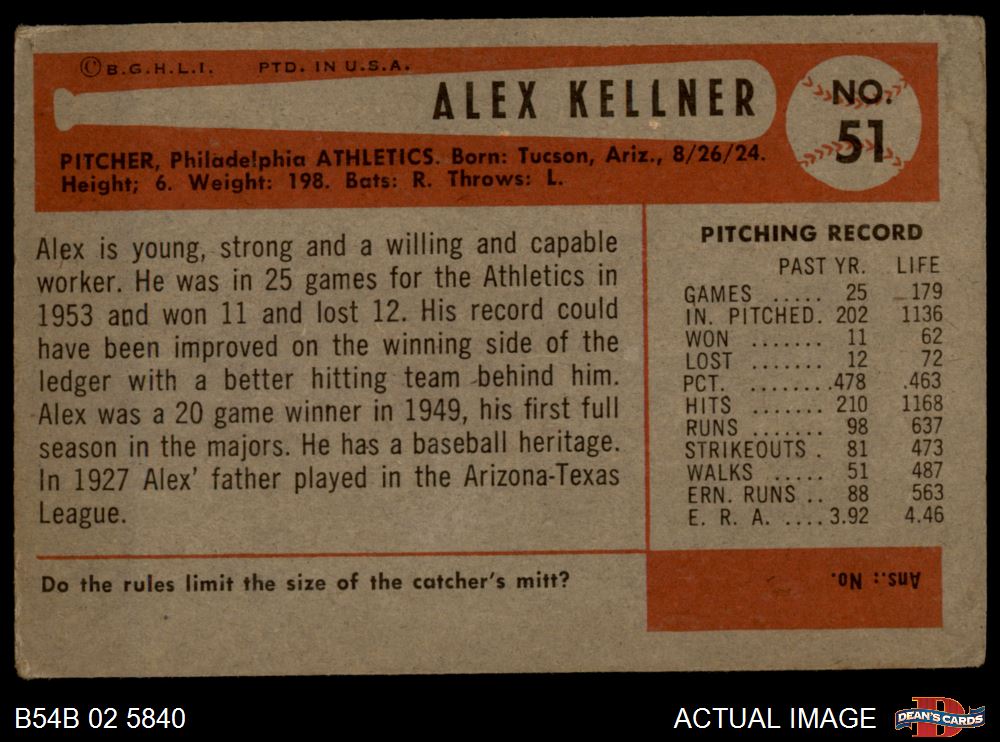 ©B.G.H.L.I. PTD. IN U.S.A.
ALEX KELLNER
NO.
51
PITCHER, Philadelphia ATHLETICS. Born: Tucson, Ariz., 8/26/24.
Height; 6. Weight: 198. Bats: R. Throws: L.
Alex is young, strong and a willing and capable
worker. He was in 25 games for the Athletics in
1953 and won 11 and lost 12. His record could
have been improved on the winning side of the
ledger with a better hitting team behind him.
Alex was a 20 game winner in 1949, his first full
season in the majors. He has a baseball heritage.
In 1927 Alex' father played in the Arizona-Texas
League.
PITCHING RECORD
PAST YR. LIFE
GAMES ..... 25 179
IN. PITCHED. 202 1136
WON ....... 11 62
LOST ....... 12 72
PCT. ........ .478 .463
HITS ....... 210 1168
RUNS ....... 98 637
STRIKEOUTS . 81 473
WALKS ..... 51 487
ERN. RUNS .. 88 563
E. R. A. .... 3.92 4.46
Do the rules limit the size of the catcher's mitt?
Ans.: No.
B54B 02 5840
ACTUAL IMAGE
D
DEAN'S CARDS